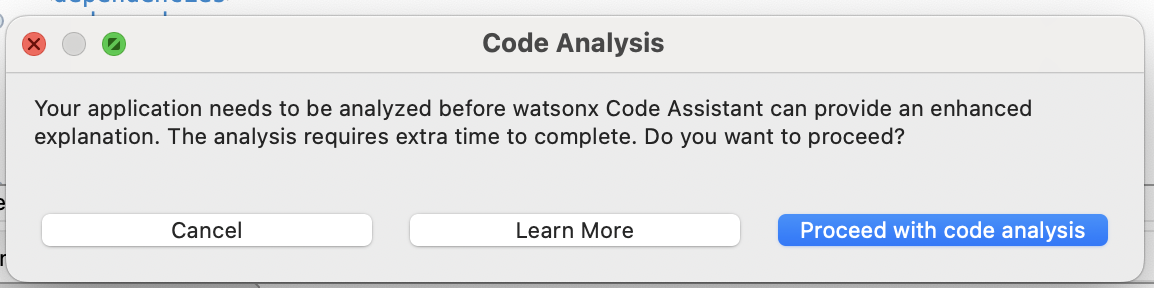 dependencies
Code Analysis
Your application needs to be analyzed before watsonx Code Assistant can provide an enhanced
explanation. The analysis requires extra time to complete. Do you want to proceed?
Cancel
Learn More
Proceed with code analysis